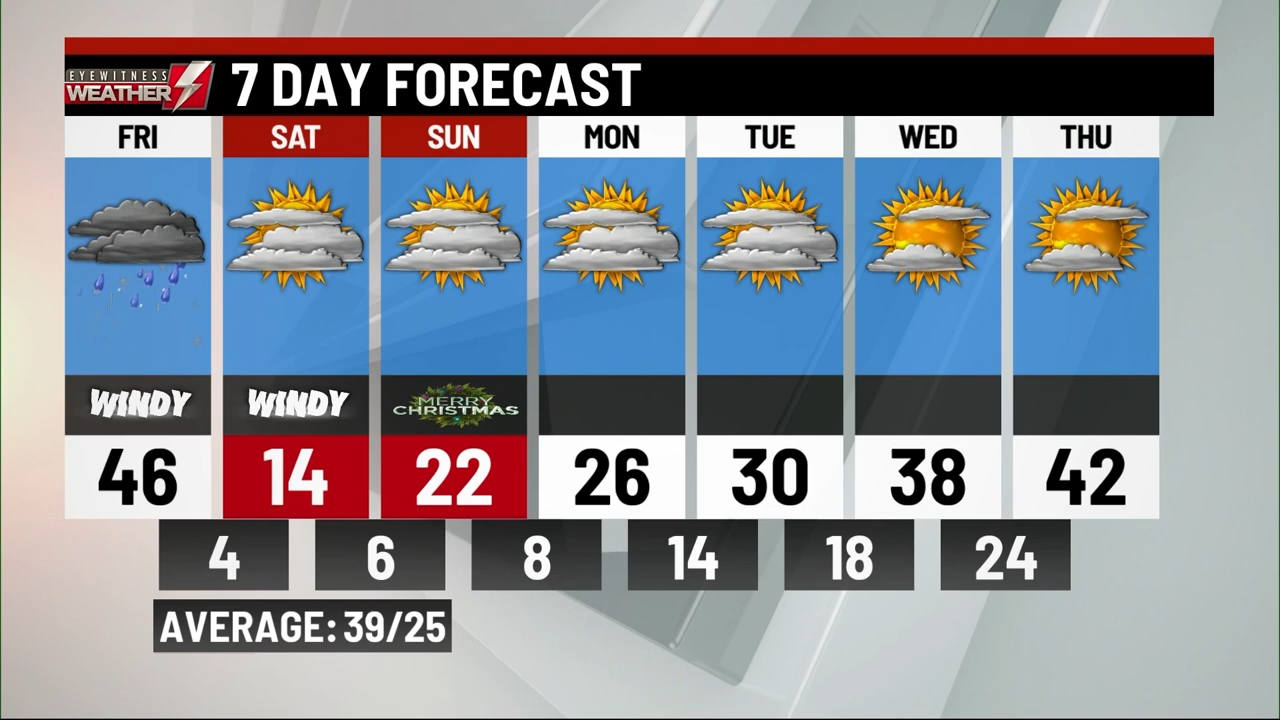 EYEWITNESS
WEATHER
7 DAY FORECAST
FRI SAT SUN MON TUE WED THU
WINDY WINDY MERRY
CHRISTMAS
46 14 22 26 30 38 42
4 6 8 14 18 24
AVERAGE: 39/25